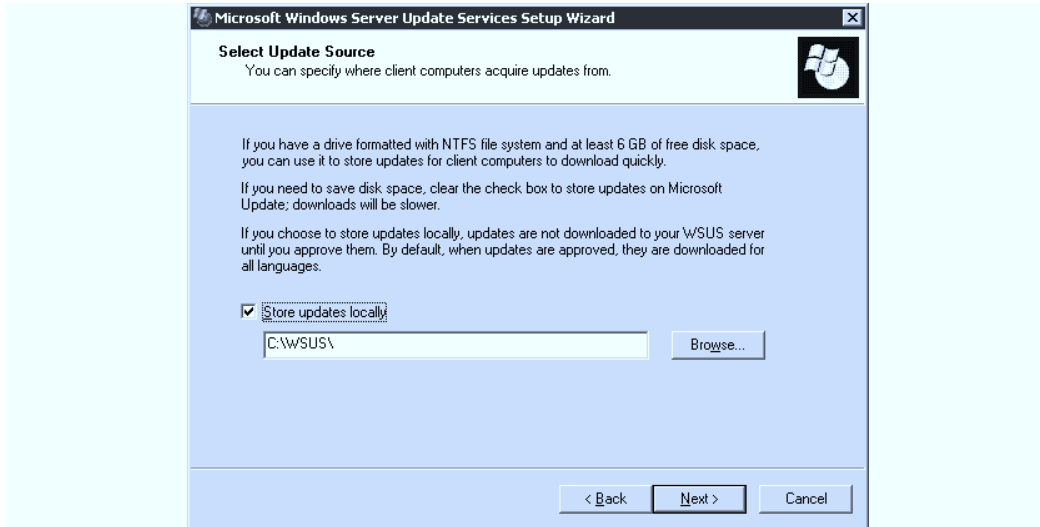 Microsoft Windows Server Update Services Setup Wizard
Select Update Source
You can specify where client computers acquire updates from.
If you have a drive formatted with NTFS file system and at least 6 GB of free disk space,
you can use it to store updates for client computers to download quickly.
If you need to save disk space, clear the check box to store updates on Microsoft
Update; downloads will be slower.
If you choose to store updates locally, updates are not downloaded to your WSUS server
until you approve them. By default, when updates are approved, they are downloaded for
all languages.
Store updates locally
C:\WSUS\
Browse...
< Back
Next >
Cancel